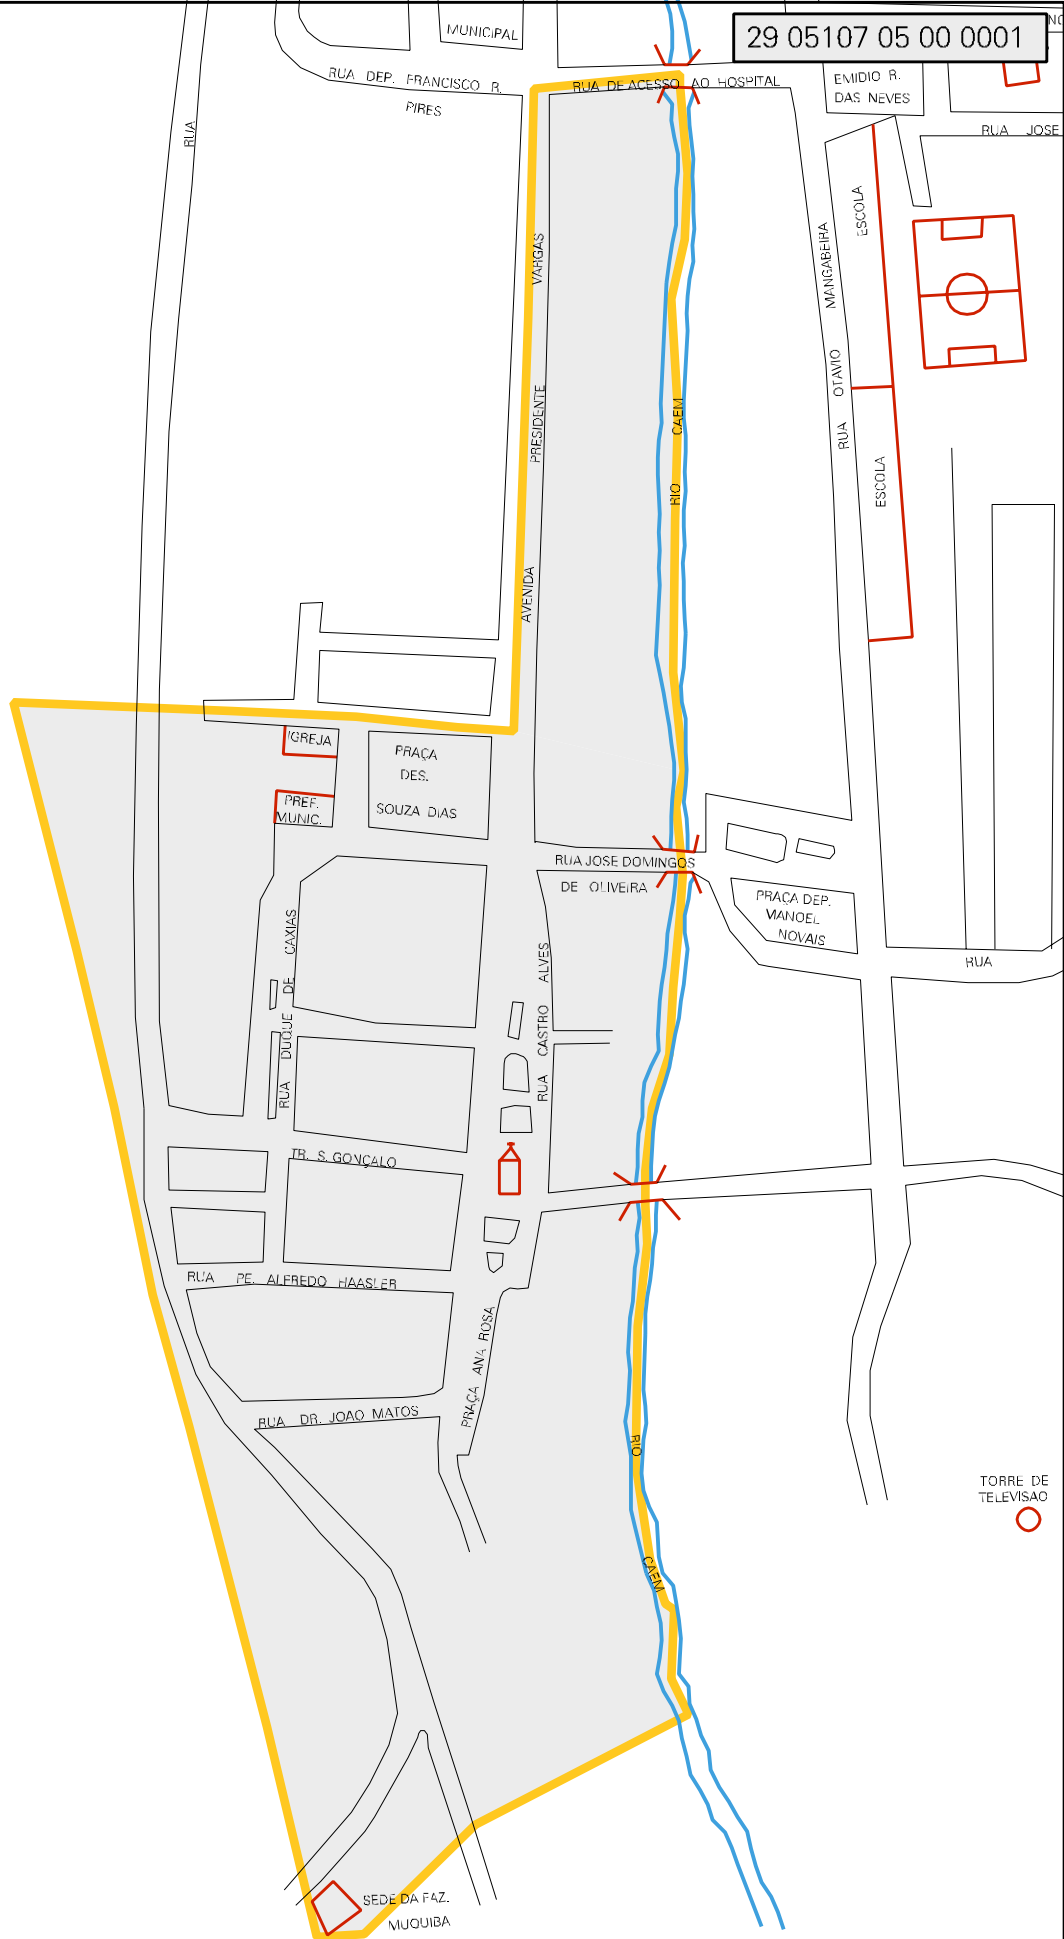 MUNICIPAL
29 05107 05 00 0001
RUA DEP. FRANCISCO R.
PIRES
RUA DE ACESSO AO HOSPITAL
EMIDIO R.
DAS NEVES
RUA JOSE
RUA
ESCOLA
RUA OTAVIO MANGABEIRA
AVENIDA PRESIDENTE VARGAS
RIO CAEM
ESCOLA
IGREJA
PRAÇA
DES.
SOUZA DIAS
PREF.
MUNIC.
RUA JOSE DOMINGOS
DE OLIVEIRA
PRAÇA DEP.
MANOEL
NOVAIS
RUA
RUA DUQUE DE CAXIAS
RUA CASTRO ALVES
TR. S. GONÇALO
RUA PE. ALFREDO HAASLER
PRAÇA ANA ROSA
RUA DR. JOAO MATOS
RIO CAEM
TORRE DE
TELEVISAO
SEDE DA FAZ.
MUQUIBA